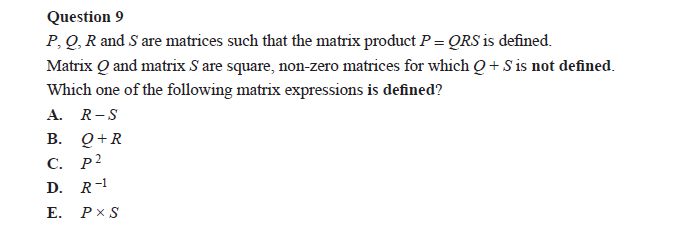 Question 9
P, Q, R and S are matrices such that the matrix product P = QRS is defined.
Matrix Q and matrix S are square, non-zero matrices for which Q + S is not defined.
Which one of the following matrix expressions is defined?
A. R – S
B. Q + R
C. P²
D. R⁻¹
E. P × S